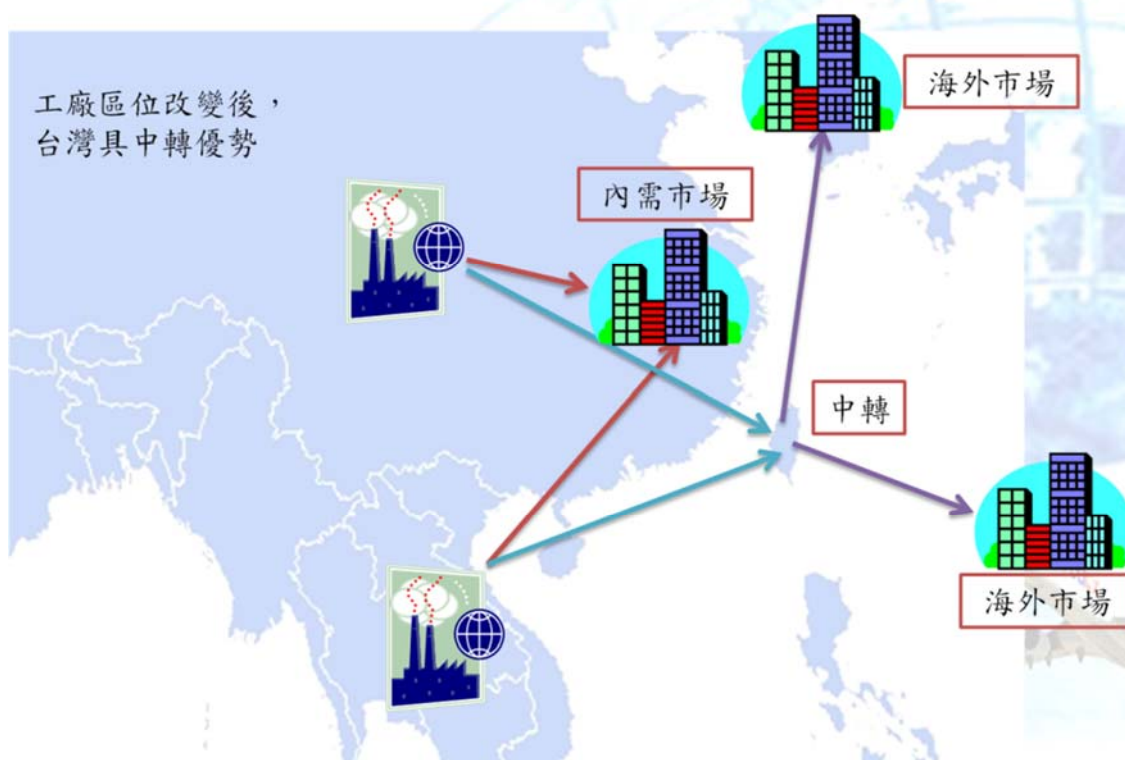 工廠區位改變後，
台灣具中轉優勢
海外市場
內需市場
中轉
海外市場